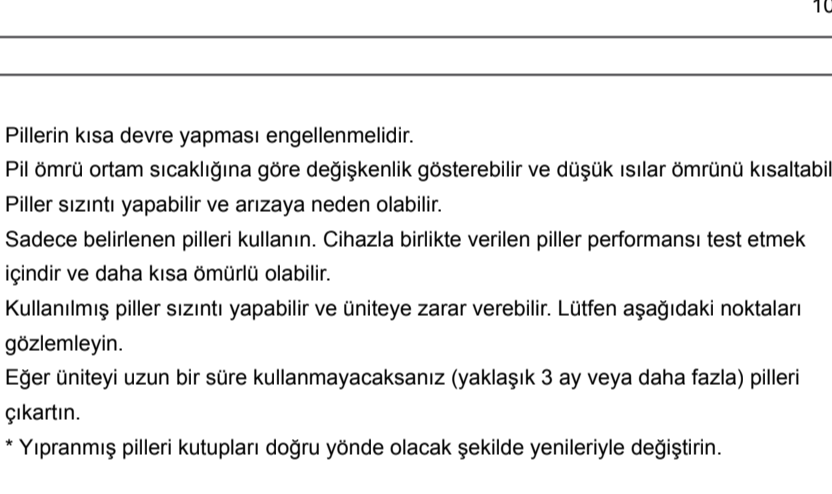 10
Pillerin kısa devre yapması engellenmelidir.
Pil ömrü ortam sıcaklığına göre değişkenlik gösterebilir ve düşük ısılar ömrünü kısaltabil
Piller sızıntı yapabilir ve arızaya neden olabilir.
Sadece belirlenen pilleri kullanın. Cihazla birlikte verilen piller performansı test etmek
içindir ve daha kısa ömürlü olabilir.
Kullanılmış piller sızıntı yapabilir ve üniteye zarar verebilir. Lütfen aşağıdaki noktaları
gözlemleyin.
Eğer üniteyi uzun bir süre kullanmayacaksanız (yaklaşık 3 ay veya daha fazla) pilleri
çıkartın.
* Yıpranmış pilleri kutupları doğru yönde olacak şekilde yenileriyle değiştirin.